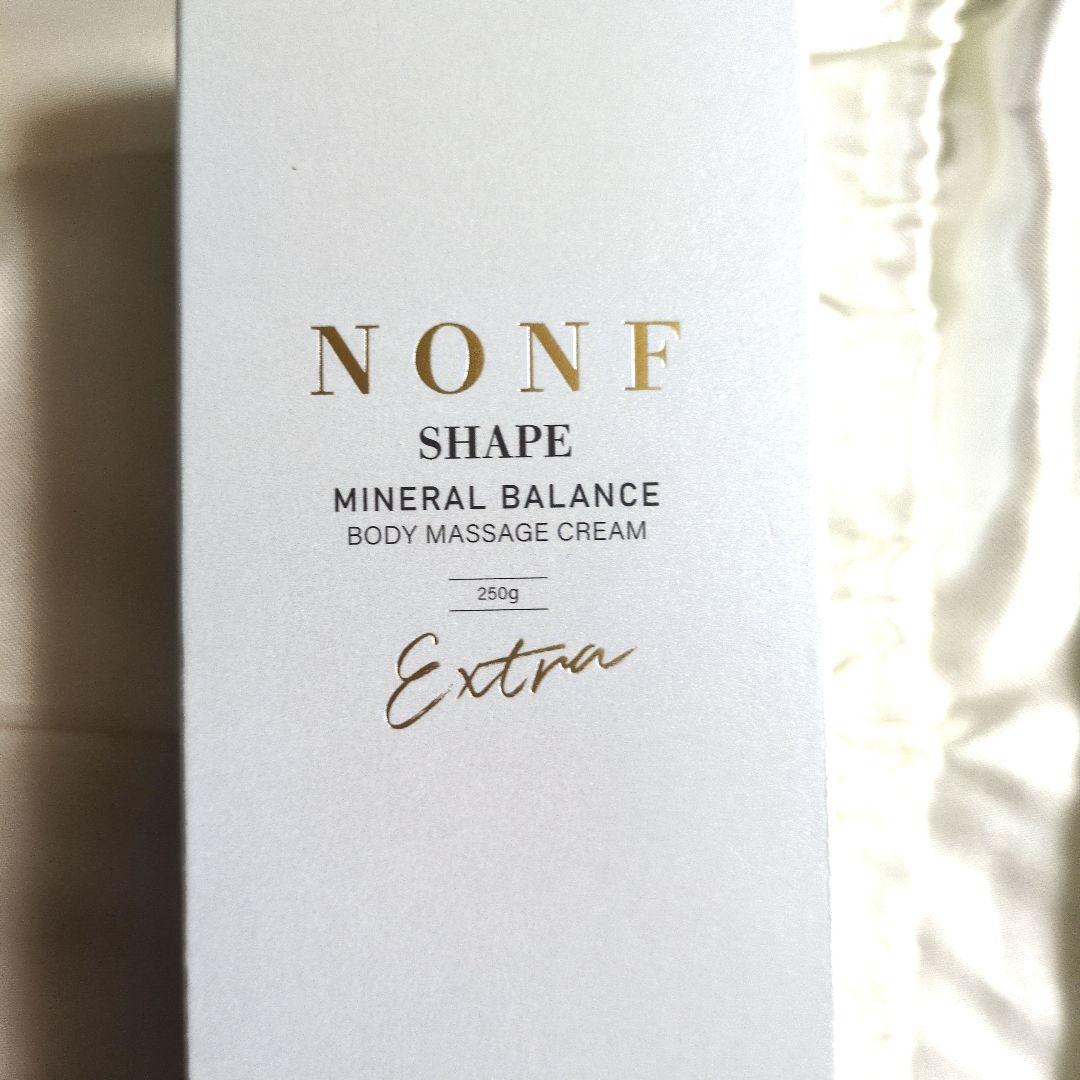 NONF
SHAPE
MINERAL BALANCE
BODY MASSAGE CREAM
250g
Extra